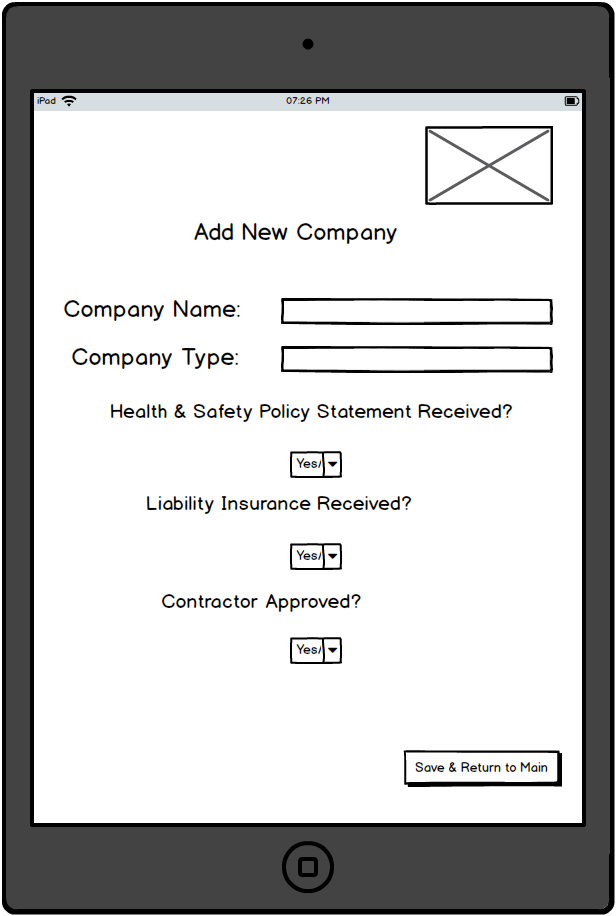 iPad 07:26 PM
Add New Company
Company Name:
Company Type:
Health & Safety Policy Statement Received?
Yes/
Liability Insurance Received?
Yes/
Contractor Approved?
Yes/
Save & Return to Main